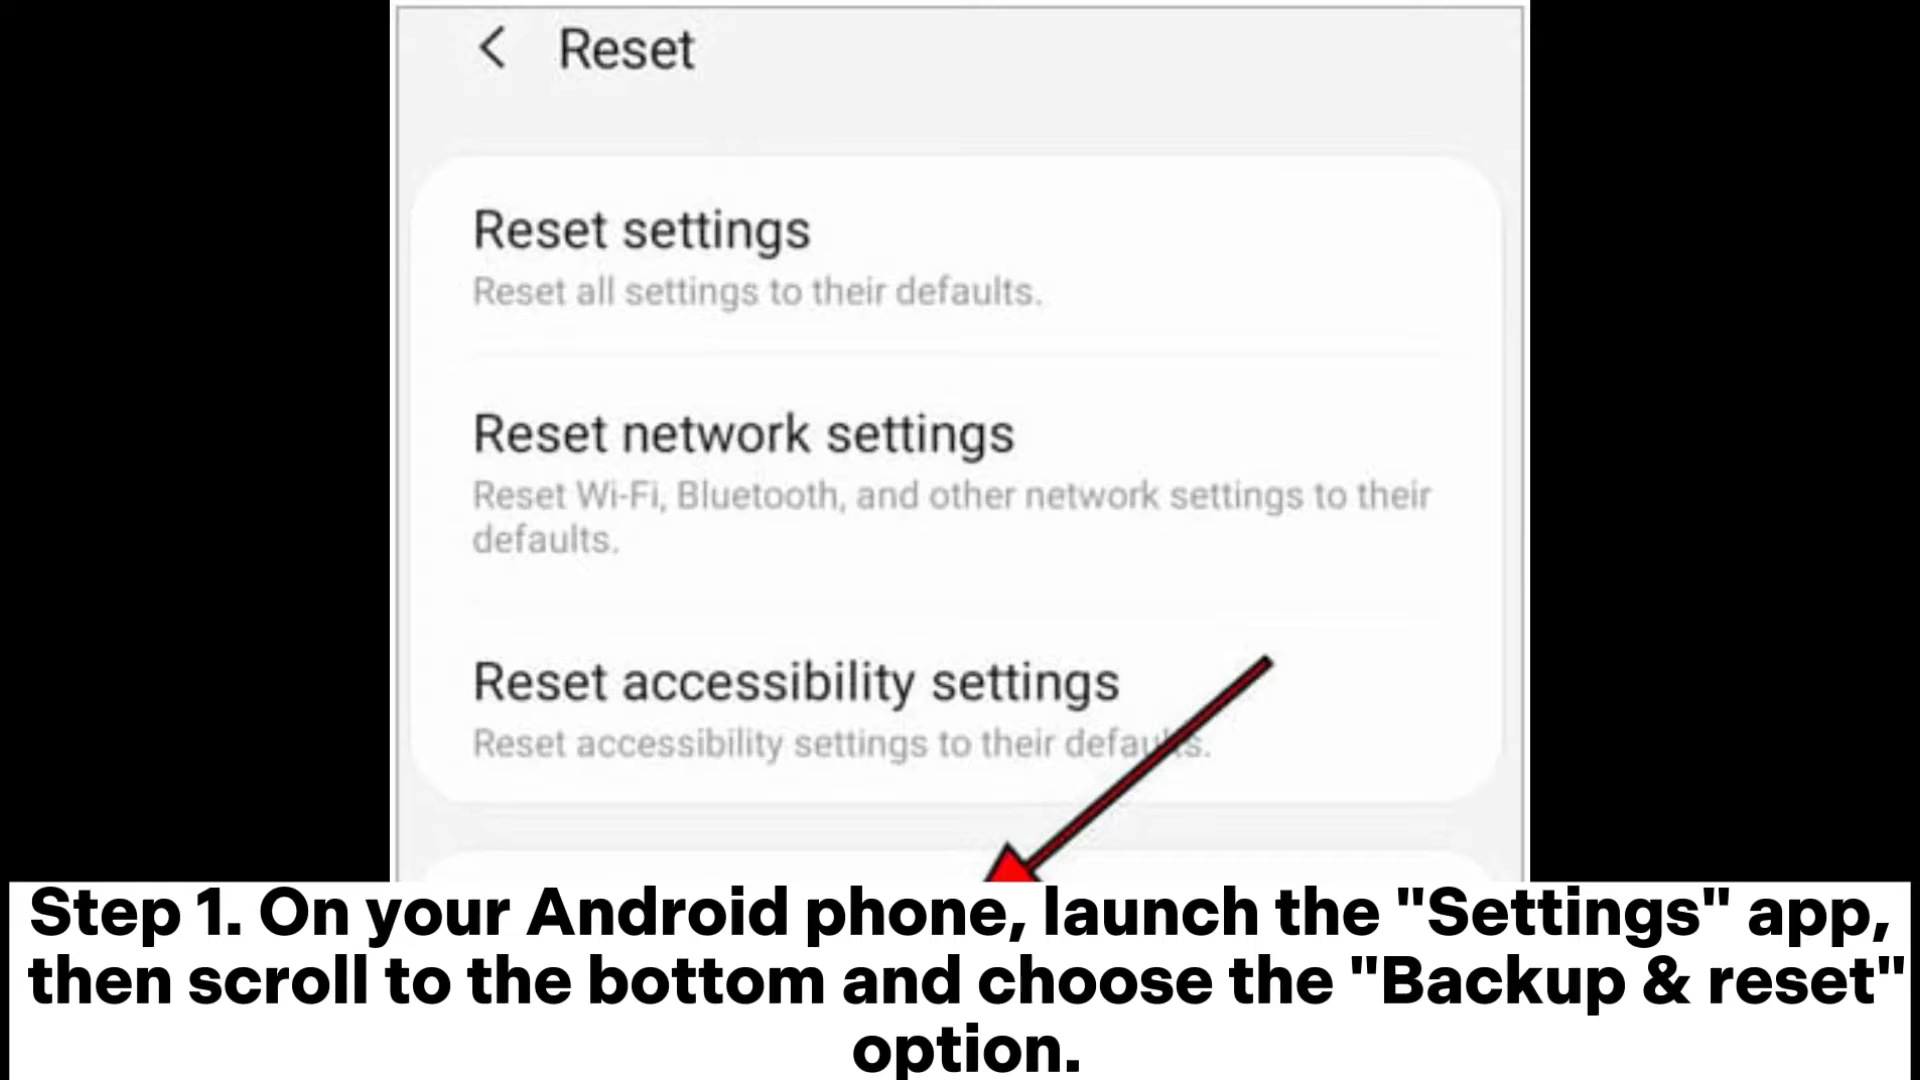 Reset
Reset settings
Reset all settings to their defaults.
Reset network settings
Reset Wi-Fi, Bluetooth, and other network settings to their
defaults.
Reset accessibility settings
Reset accessibility settings to their defaults.
Step 1. On your Android phone, launch the "Settings" app,
then scroll to the bottom and choose the "Backup & reset"
option.